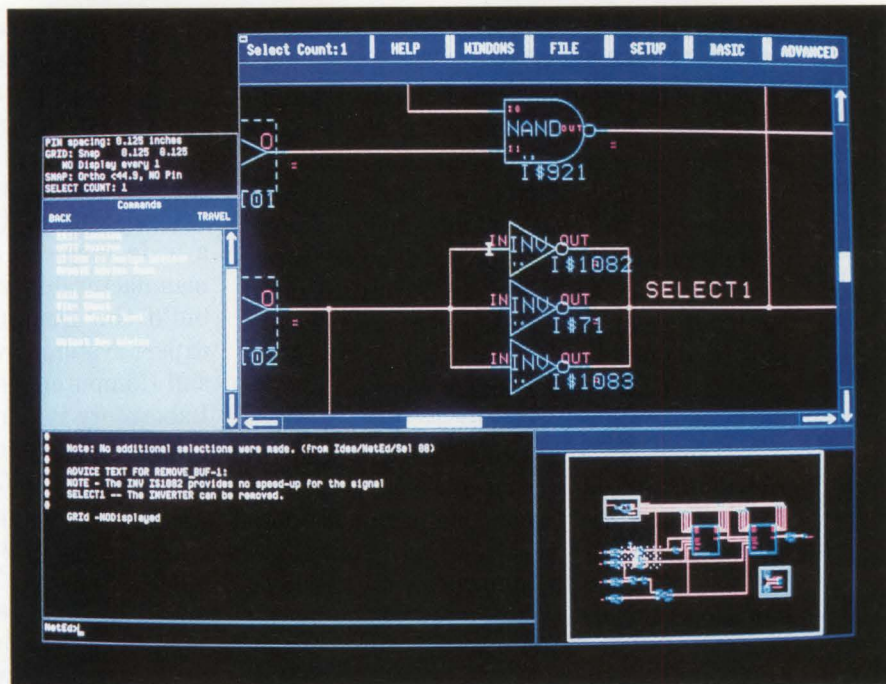 Select Count:1 HELP WINDOWS FILE SETUP BASIC ADVANCED
PIN spacing: 0.125 inches
GRID: Snap 0.125 0.125
NO Display every 1
SNAP: Ortho <44.9, NO Pin
SELECT COUNT: 1
Commands
BACK TRAVEL
I0
NAND OUT
I1
I$921
O
I01
IN INV OUT
I$1082
SELECT1
O
IN INV OUT
I$71
I02
IN INV OUT
I$1083
Note: No additional selections were made. (from Idea/NetEd/Sel 08)
ADVICE TEXT FOR REMOVE_BUF-1:
NOTE - The INV I$1082 provides no speed-up for the signal
SELECT1 -- The INVERTER can be removed.
GRId -NODisplayed
NetEd>